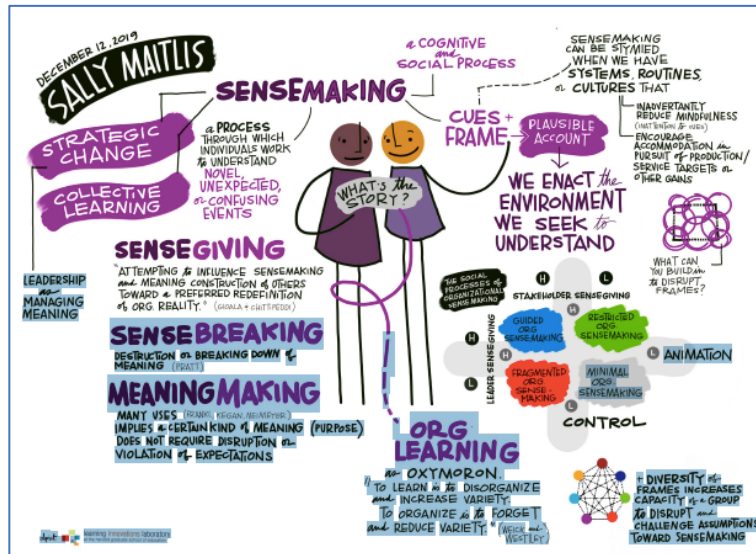 DECEMBER 12, 2019
SALLY MAITLIS
SENSEMAKING
STRATEGIC
CHANGE
COLLECTIVE
LEARNING
LEADERSHIP
as
MANAGING
MEANING
a PROCESS
THROUGH WHICH
INDIVIDUALS WORK
to UNDERSTAND
NOVEL,
UNEXPECTED,
or CONFUSING
EVENTS
a COGNITIVE
and
SOCIAL PROCESS
CUES +
FRAME
PLAUSIBLE
ACCOUNT
SENSEMAKING
CAN BE STYMIED
WHEN WE HAVE
SYSTEMS, ROUTINES,
or CULTURES THAT
INADVERTANTLY
REDUCE MINDFULNESS
(INATTENTION to CUES)
ENCOURAGE
ACCOMMODATION in
PURSUIT of PRODUCTION/
SERVICE TARGETS or
OTHER GAINS
WHAT'S the
STORY?
WE ENACT the
ENVIRONMENT
WE SEEK to
UNDERSTAND
WHAT CAN
YOU BUILD in
to DISRUPT
FRAMES?
SENSEGIVING
"ATTEMPTING to INFLUENCE SENSEMAKING
and MEANING CONSTRUCTION of OTHERS
TOWARD a PREFERRED REDEFINITION
of ORG. REALITY."
SENSEBREAKING
DESTRUCTION or BREAKING DOWN of
MEANING (PRATT)
MEANINGMAKING
MANY USES (FRANKL, KEGAN, NEIMEYER)
IMPLIES a CERTAIN KIND of MEANING (PURPOSE)
DOES NOT REQUIRE DISRUPTION or
VIOLATION of EXPECTATIONS
THE SOCIAL
PROCESSES of
ORGANIZATIONAL
SENSEMAKING
H
L
STAKEHOLDER SENSEGIVING
LEADER SENSEGIVING
H
L
GUIDED
ORG.
SENSEMAKING
H
RESTRICTED
ORG.
SENSEMAKING
H
FRAGMENTED
ORG.
SENSE-
MAKING
MINIMAL
ORG.
SENSEMAKING
L
L
ANIMATION
CONTROL
ORG
LEARNING
as OXYMORON.
"TO LEARN is to DISORGANIZE
and INCREASE VARIETY.
TO ORGANIZE is to FORGET
and REDUCE VARIETY." (WEICK and
WESTLEY)
+ DIVERSITY of
FRAMES INCREASES
CAPACITY of a GROUP
to DISRUPT and
CHALLENGE ASSUMPTIONS
TOWARD SENSEMAKING
learning innovations laboratory